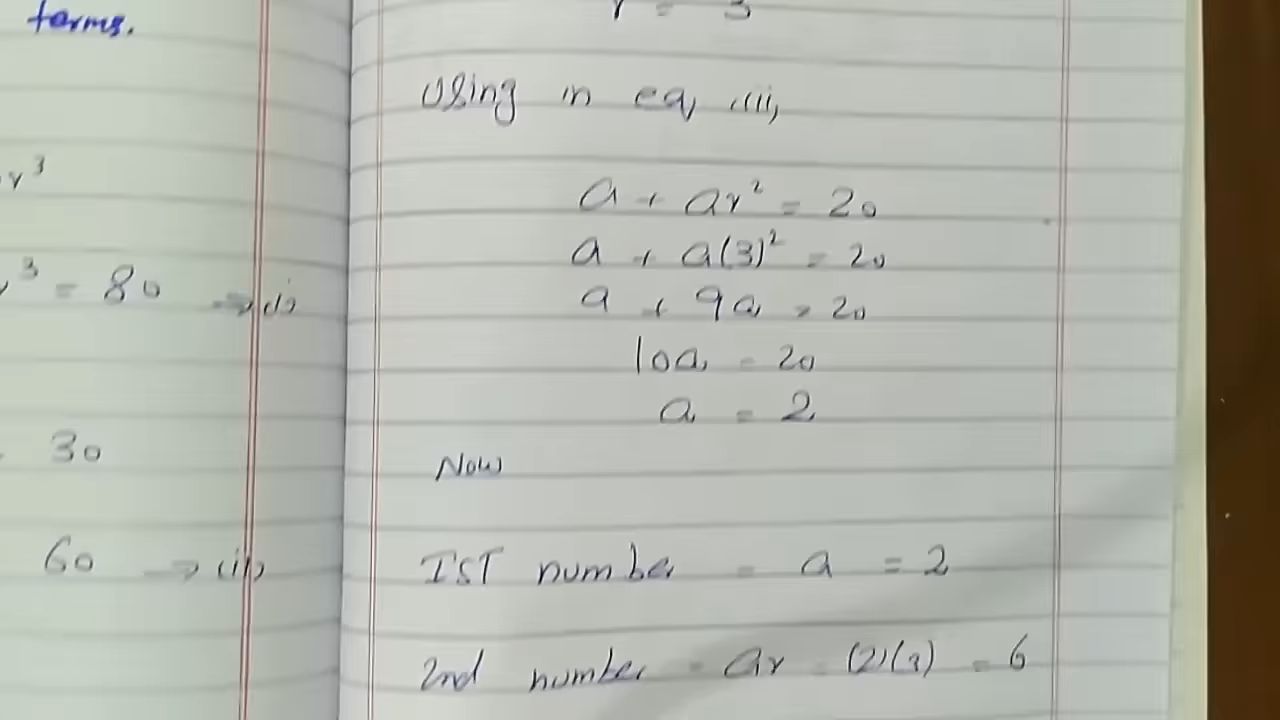 terms.
r³
r³ = 80 → (i)
30
60 → (ii)
r = 3
Using in eq (ii)
a + ar² = 20
a + a(3)² = 20
a + 9a = 20
10a = 20
a = 2
Now
IST number = a = 2
2nd number = ar = (2)(3) = 6